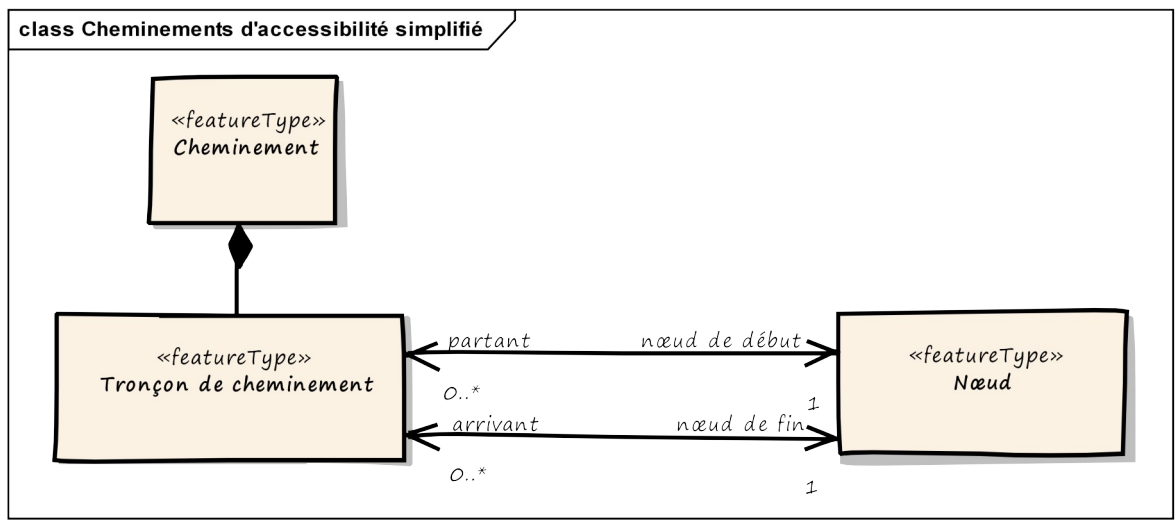 class Cheminements d'accessibilité simplifié
«featureType»
Cheminement
«featureType»
Tronçon de cheminement
partant
nœud de début
0..*
1
arrivant
nœud de fin
0..*
1
«featureType»
Nœud